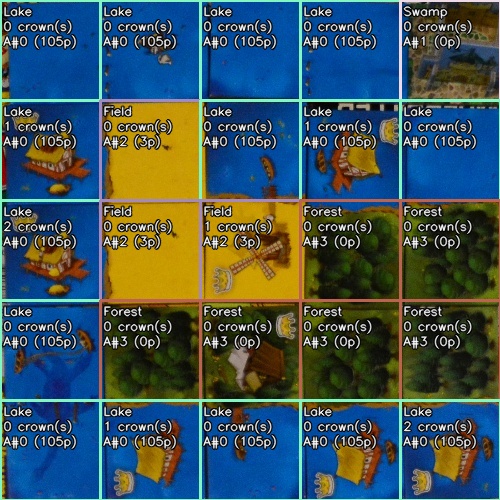 Lake
0 crown(s)
A#0 (105p)
Lake
0 crown(s)
A#0 (105p)
Lake
0 crown(s)
A#0 (105p)
Lake
0 crown(s)
A#0 (105p)
Swamp
0 crown(s)
A#1 (0p)
Lake
1 crown(s)
A#0 (105p)
Field
0 crown(s)
A#2 (3p)
Lake
0 crown(s)
A#0 (105p)
Lake
1 crown(s)
A#0 (105p)
Lake
0 crown(s)
A#0 (105p)
Lake
2 crown(s)
A#0 (105p)
Field
0 crown(s)
A#2 (3p)
Field
1 crown(s)
A#2 (3p)
Forest
0 crown(s)
A#3 (0p)
Forest
0 crown(s)
A#3 (0p)
Lake
0 crown(s)
A#0 (105p)
Forest
0 crown(s)
A#3 (0p)
Forest
0 crown(s)
A#3 (0p)
Forest
0 crown(s)
A#3 (0p)
Forest
0 crown(s)
A#3 (0p)
Lake
0 crown(s)
A#0 (105p)
Lake
1 crown(s)
A#0 (105p)
Lake
0 crown(s)
A#0 (105p)
Lake
0 crown(s)
A#0 (105p)
Lake
2 crown(s)
A#0 (105p)